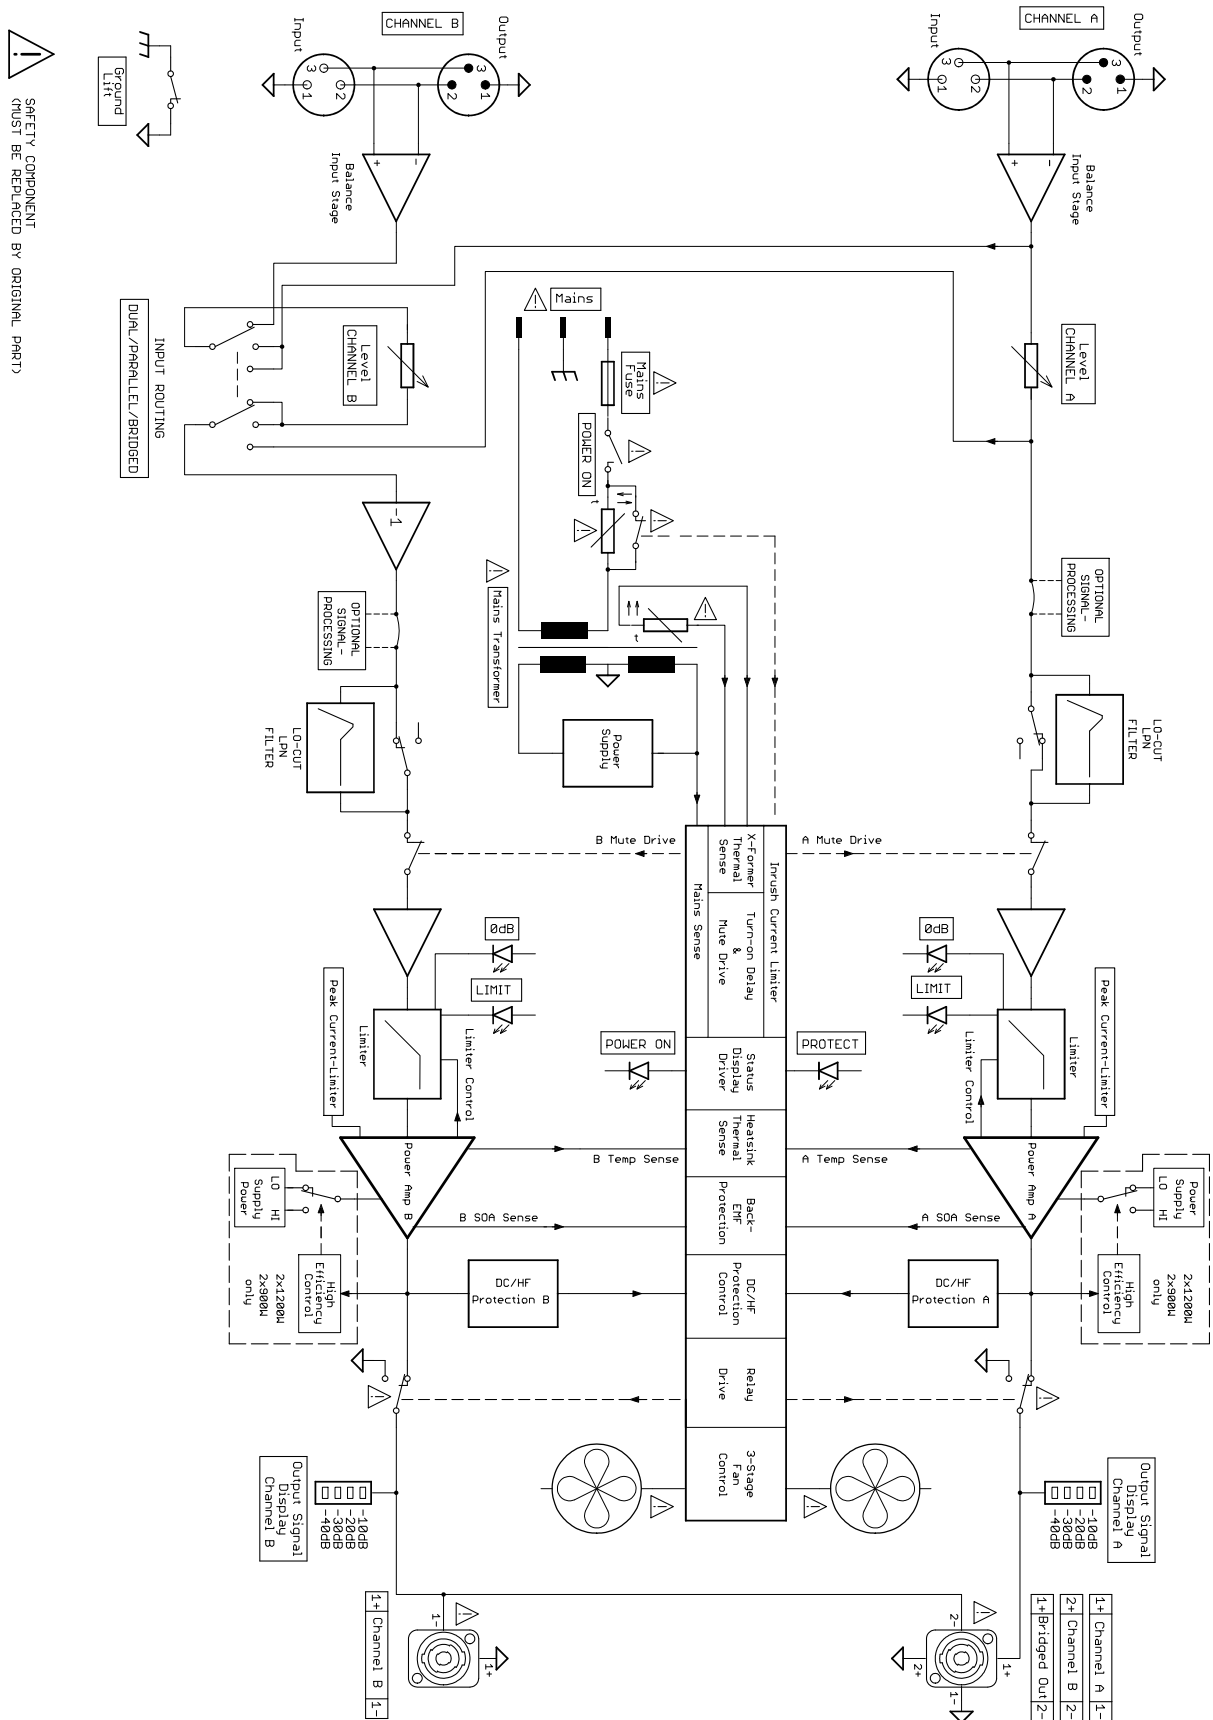 CHANNEL B
Input
Output
3
2
1
3
2
1
CHANNEL A
Input
Output
3
2
1
3
2
1
Ground
Lift
SAFETY COMPONENT
(MUST BE REPLACED BY ORIGINAL PART)
Balance
Input Stage
+
-
Balance
Input Stage
+
-
INPUT ROUTING
DUAL/PARALLEL/BRIDGED
Level
CHANNEL B
Mains
Mains
Fuse
POWER ON
t
Level
CHANNEL A
-1
OPTIONAL
SIGNAL-
PROCESSING
Mains Transformer
t
OPTIONAL
SIGNAL-
PROCESSING
LO-CUT
LPN
FILTER
Power
Supply
LO-CUT
LPN
FILTER
B Mute Drive
A Mute Drive
Inrush Current Limiter
X-Former
Thermal
Sense
Turn-on Delay
&
Mute Drive
Mains Sense
0dB
LIMIT
0dB
LIMIT
Peak Current-Limiter
Limiter
Limiter Control
POWER ON
Status
Display
Driver
PROTECT
Limiter Control
Limiter
Peak Current-Limiter
Power Amp B
B Temp Sense
Heatsink
Thermal
Sense
A Temp Sense
Power Amp A
B SOA Sense
Back-
EMF
Protection
A SOA Sense
LO HI
Supply
Power
Power
Supply
LO HI
High
Efficiency
Control
2x1200W
2x900W
only
DC/HF
Protection B
DC/HF
Protection Control
DC/HF
Protection A
High
Efficiency
Control
2x1200W
2x900W
only
Relay
Drive
3-Stage
Fan
Control
Output Signal
Display
Channel B
-10dB
-20dB
-30dB
-40dB
Output Signal
Display
Channel A
-10dB
-20dB
-30dB
-40dB
1+ Channel B 1-
1-
1+
2-
1+
2+
1-
1+ Channel A 1-
2+ Channel B 2-
1+ Bridged Out 2-